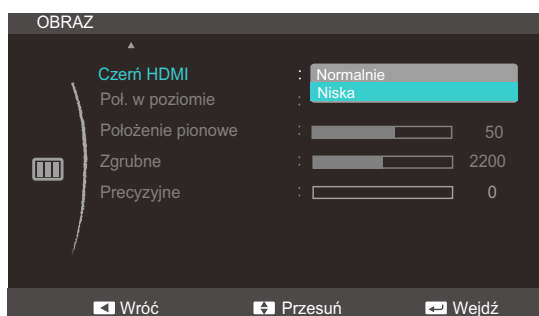 OBRAZ
Czerń HDMI : Normalnie
Niska
Poł. w poziomie :
Położenie pionowe : 50
Zgrubne : 2200
Precyzyjne : 0
Wróć Przesuń Wejdź